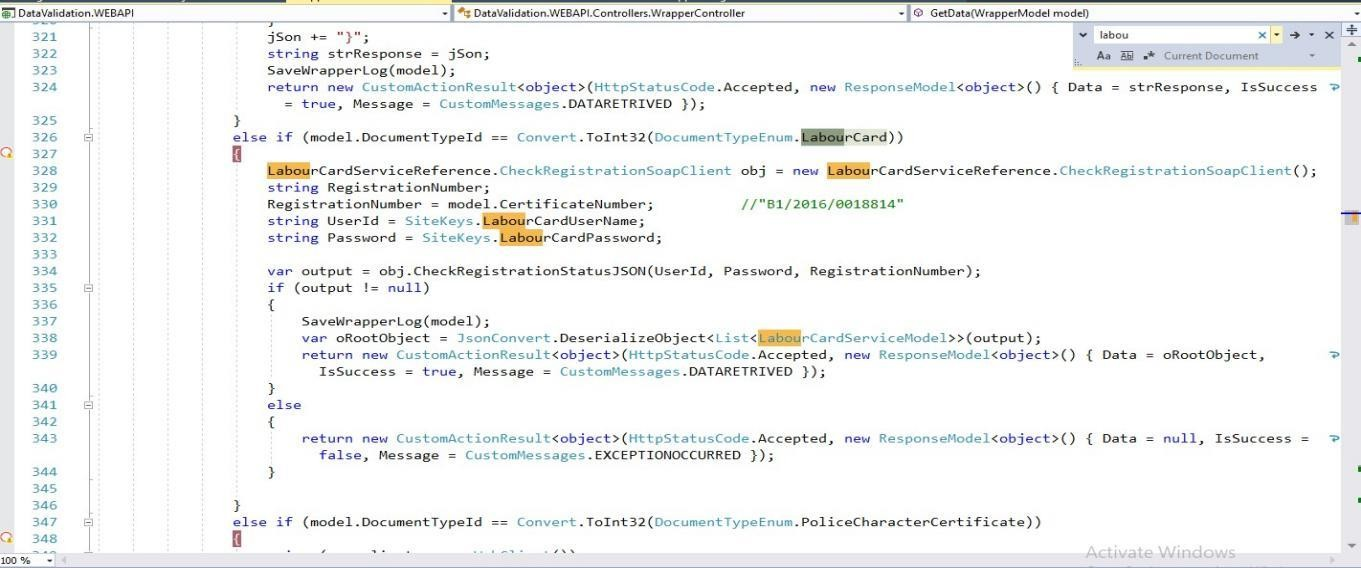 DataValidation.WEBAPI DataValidation.WEBAPI.Controllers.WrapperController GetData(WrapperModel model)
labou
Aa Ab Current Document
321 jSon += "}";
322 string strResponse = jSon;
323 SaveWrapperLog(model);
324 return new CustomActionResult<object>(HttpStatusCode.Accepted, new ResponseModel<object>() { Data = strResponse, IsSuccess
= true, Message = CustomMessages.DATARETRIVED });
325 }
326 else if (model.DocumentTypeId == Convert.ToInt32(DocumentTypeEnum.LabourCard))
327 {
328 LabourCardServiceReference.CheckRegistrationSoapClient obj = new LabourCardServiceReference.CheckRegistrationSoapClient();
329 string RegistrationNumber;
330 RegistrationNumber = model.CertificateNumber; //"B1/2016/0018814"
331 string UserId = SiteKeys.LabourCardUserName;
332 string Password = SiteKeys.LabourCardPassword;
333
334 var output = obj.CheckRegistrationStatusJSON(UserId, Password, RegistrationNumber);
335 if (output != null)
336 {
337 SaveWrapperLog(model);
338 var oRootObject = JsonConvert.DeserializeObject<List<LabourCardServiceModel>>(output);
339 return new CustomActionResult<object>(HttpStatusCode.Accepted, new ResponseModel<object>() { Data = oRootObject,
IsSuccess = true, Message = CustomMessages.DATARETRIVED });
340 }
341 else
342 {
343 return new CustomActionResult<object>(HttpStatusCode.Accepted, new ResponseModel<object>() { Data = null, IsSuccess =
false, Message = CustomMessages.EXCEPTIONOCCURRED });
344 }
345
346 }
347 else if (model.DocumentTypeId == Convert.ToInt32(DocumentTypeEnum.PoliceCharacterCertificate))
348 {
Activate Windows
100 %